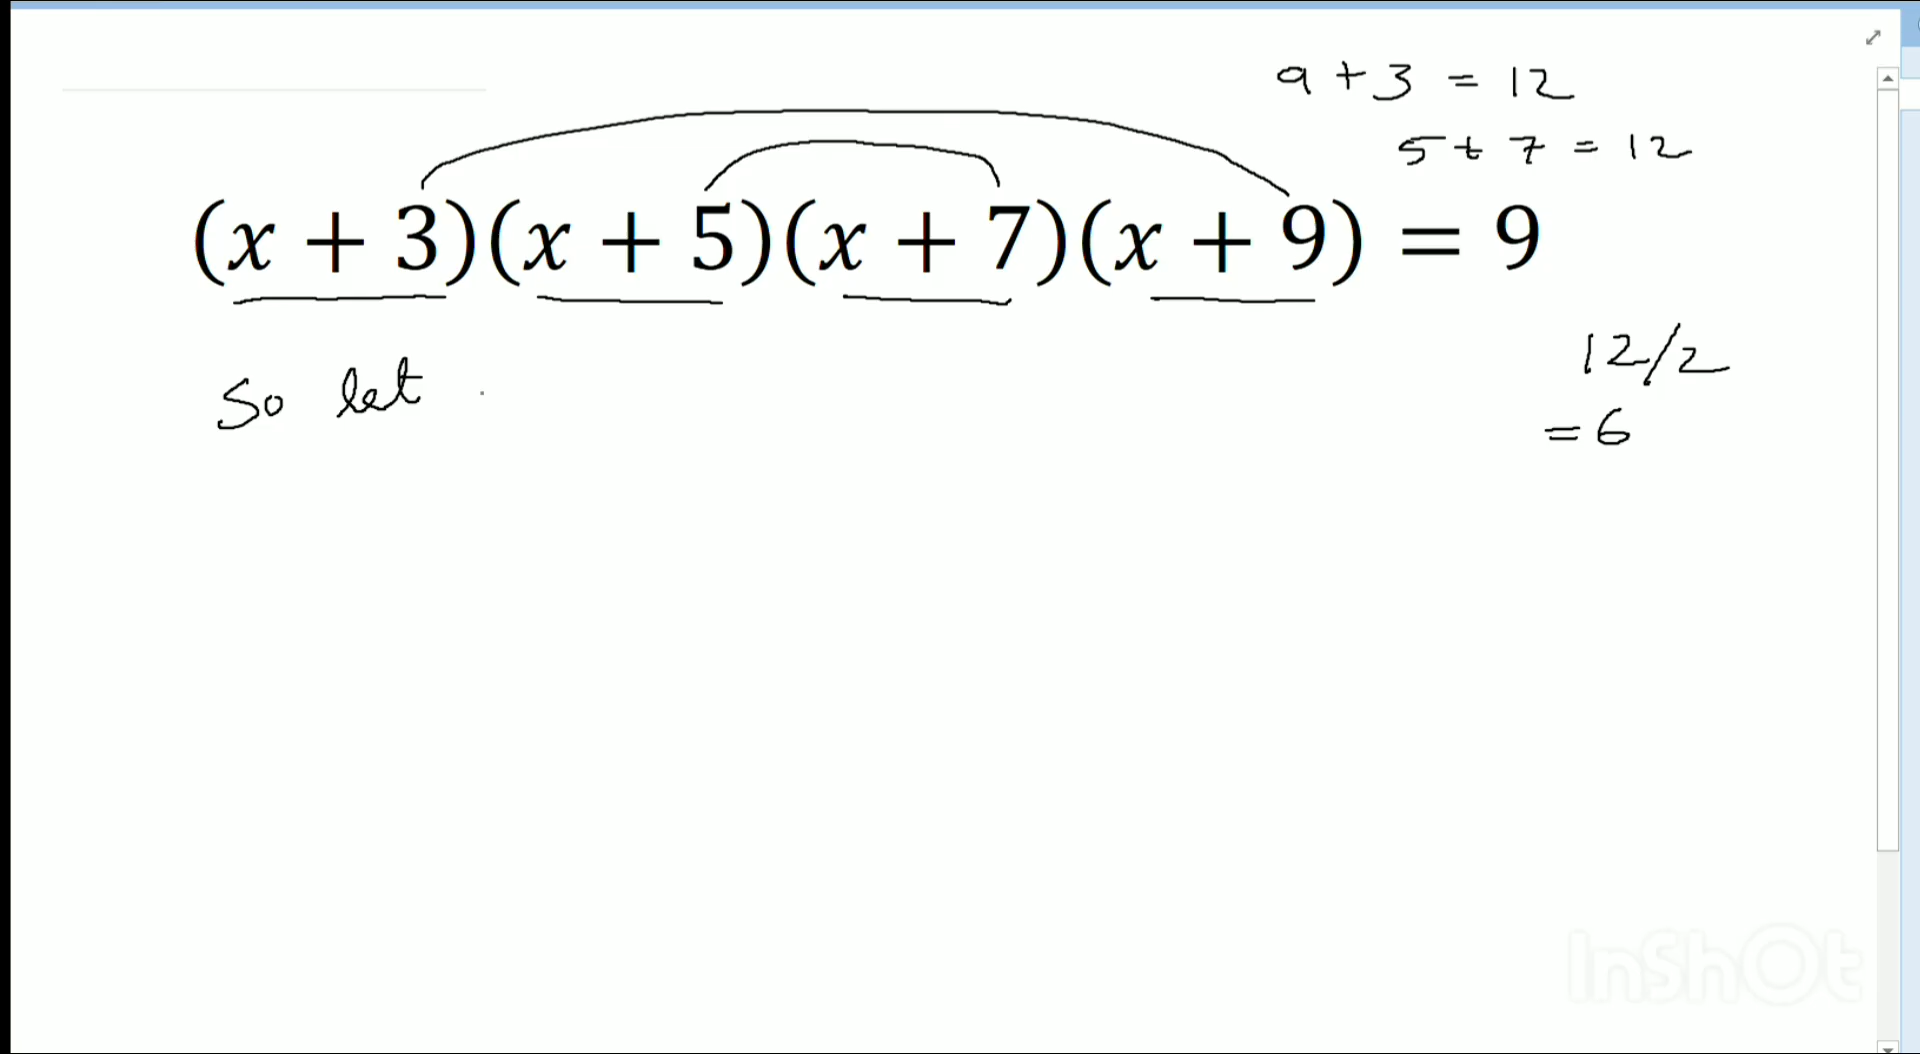 9 + 3 = 12
5 + 7 = 12
(x + 3)(x + 5)(x + 7)(x + 9) = 9
12/2
= 6
So let
InShOt